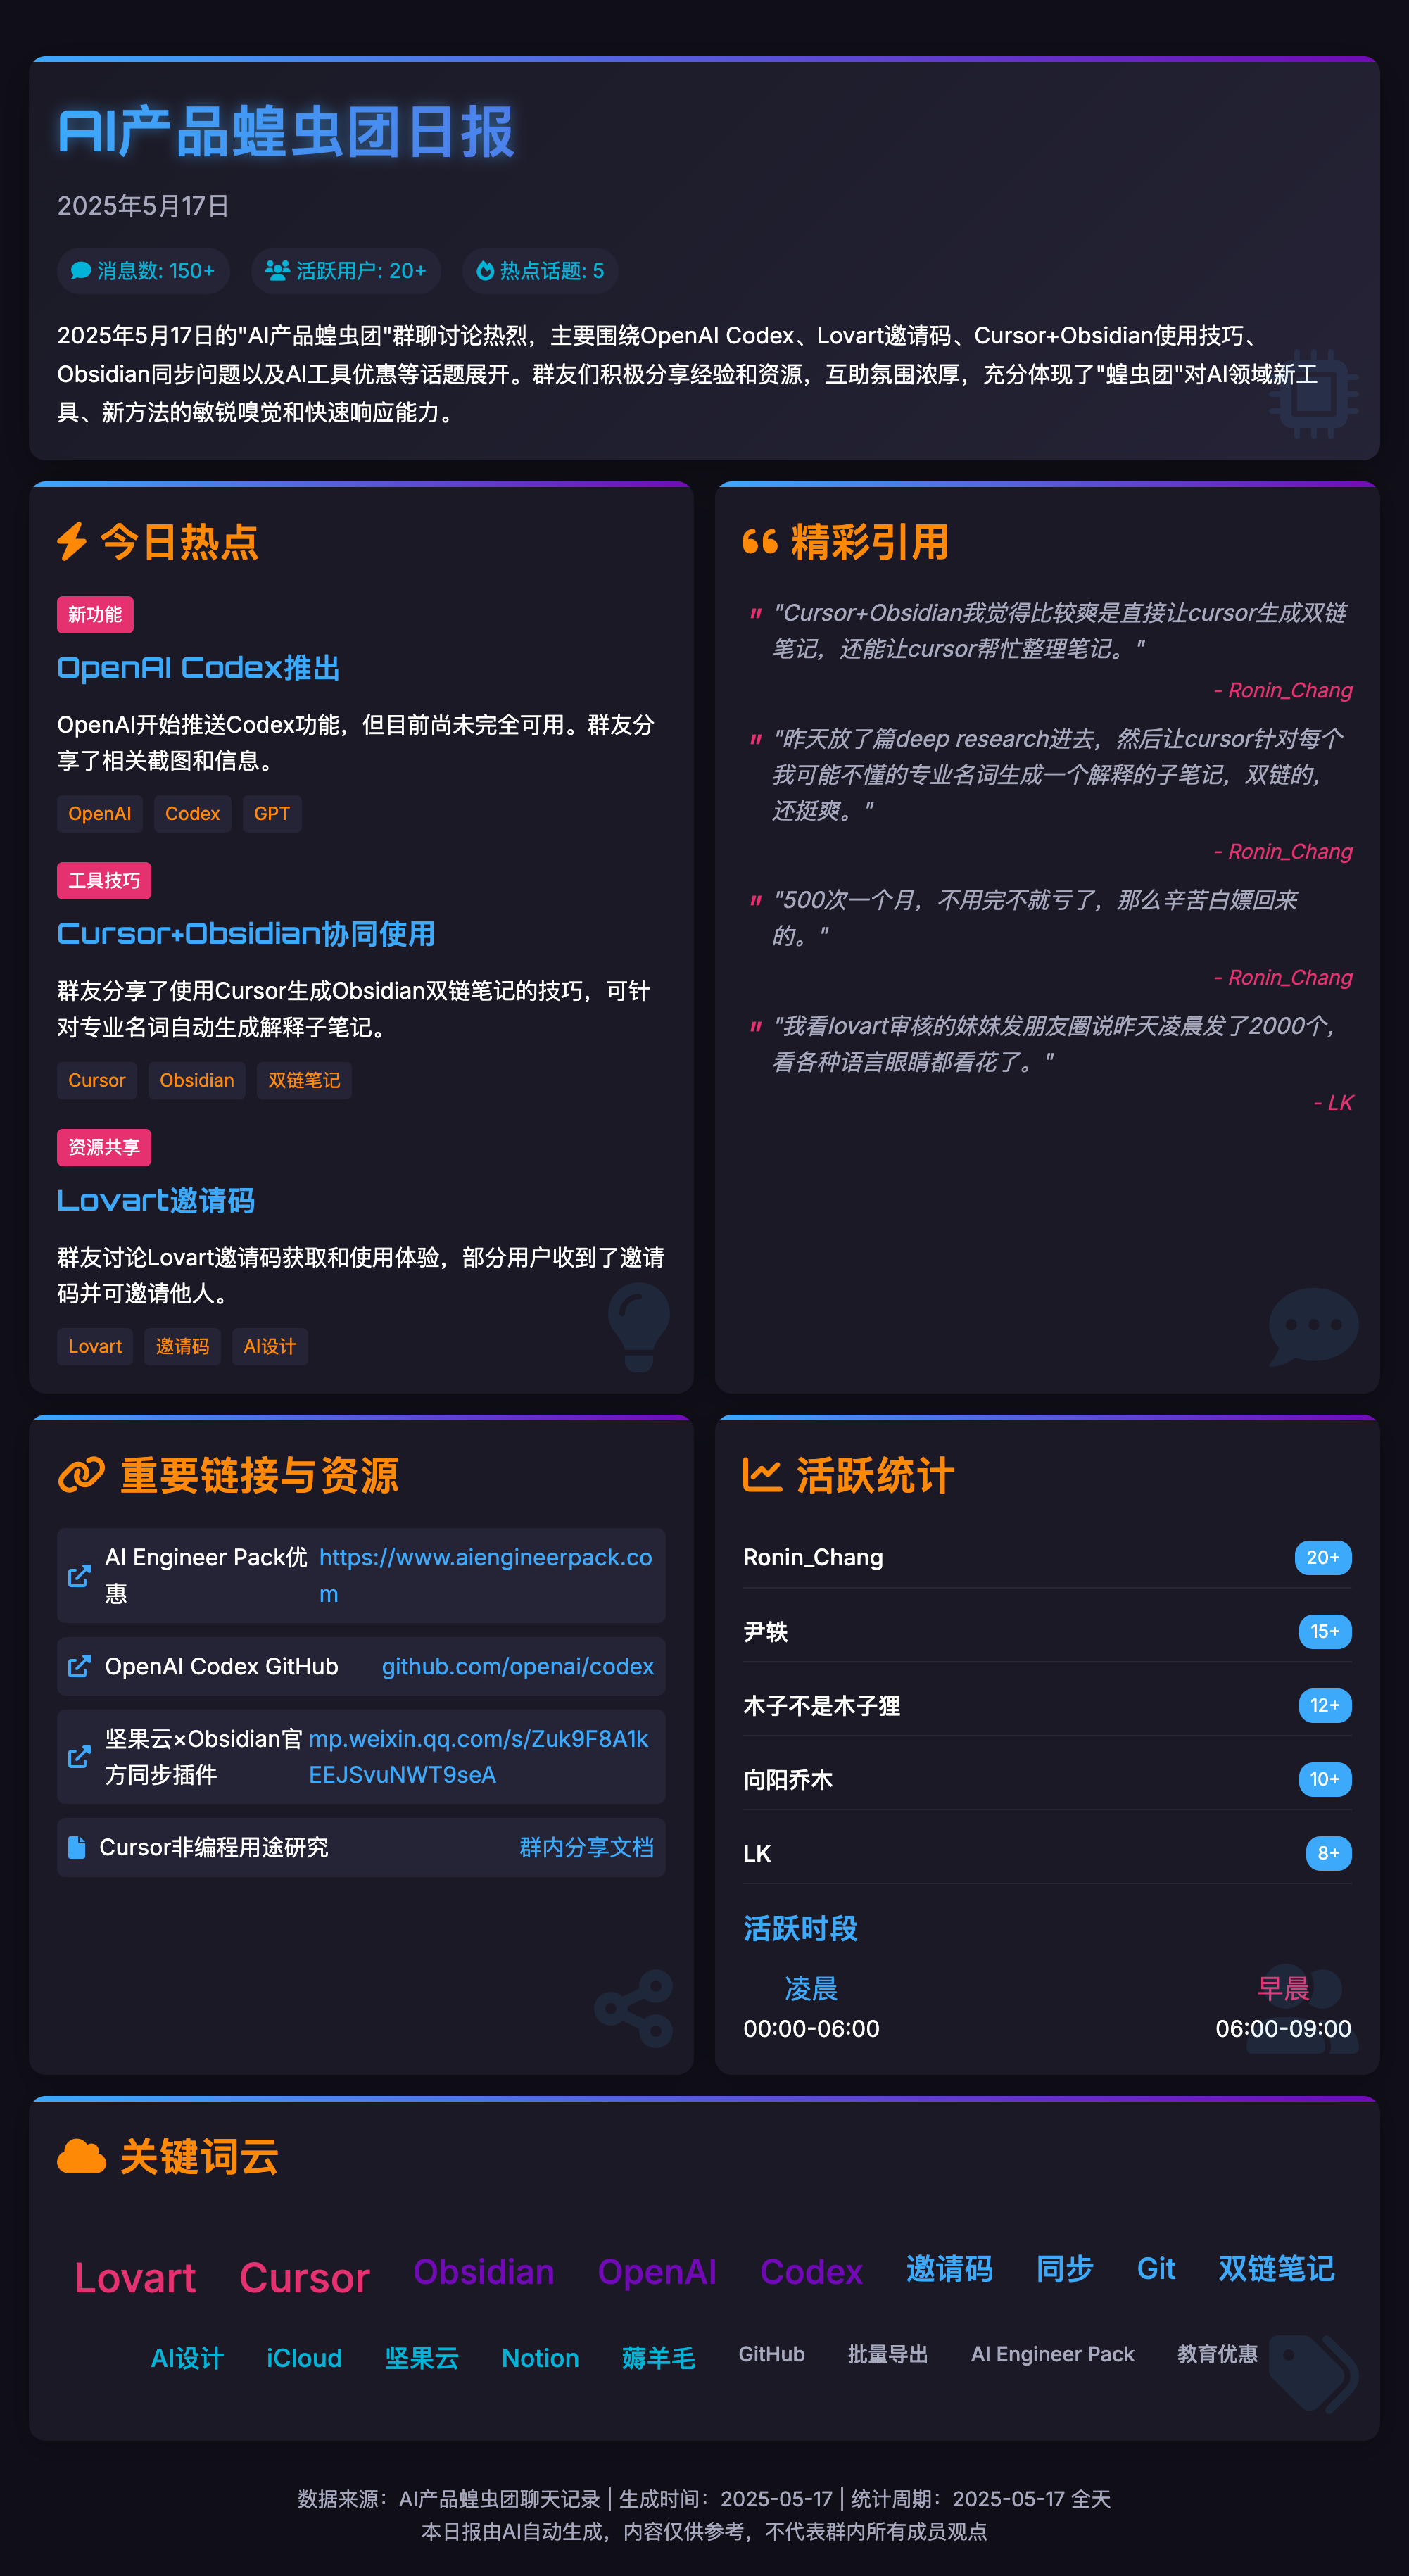 AI产品蝗虫团日报
2025年5月17日
消息数: 150+
活跃用户: 20+
热点话题: 5
2025年5月17日的"AI产品蝗虫团"群聊讨论热烈，主要围绕OpenAI Codex、Lovart邀请码、Cursor+Obsidian使用技巧、
Obsidian同步问题以及AI工具优惠等话题展开。群友们积极分享经验和资源，互助氛围浓厚，充分体现了"蝗虫团"对AI领域新工
具、新方法的敏锐嗅觉和快速响应能力。
今日热点
新功能
OpenAI Codex推出
OpenAI开始推送Codex功能，但目前尚未完全可用。群友分
享了相关截图和信息。
OpenAI
Codex
GPT
工具技巧
Cursor+Obsidian协同使用
群友分享了使用Cursor生成Obsidian双链笔记的技巧，可针
对专业名词自动生成解释子笔记。
Cursor
Obsidian
双链笔记
资源共享
Lovart邀请码
群友讨论Lovart邀请码获取和使用体验，部分用户收到了邀请
码并可邀请他人。
Lovart
邀请码
AI设计
精彩引用
" "Cursor+Obsidian我觉得比较爽是直接让cursor生成双链
笔记，还能让cursor帮忙整理笔记。"
- Ronin_Chang
" "昨天放了篇deep research进去，然后让cursor针对每个
我可能不懂的专业名词生成一个解释的子笔记，双链的，
还挺爽。"
- Ronin_Chang
" "500次一个月，不用完不就亏了，那么辛苦白嫖回来
的。"
- Ronin_Chang
" "我看lovart审核的妹妹发朋友圈说昨天凌晨发了2000个，
看各种语言眼睛都看花了。"
- LK
重要链接与资源
AI Engineer Pack优
惠
https://www.aiengineerpack.co
m
OpenAI Codex GitHub
github.com/openai/codex
坚果云×Obsidian官
方同步插件
mp.weixin.qq.com/s/Zuk9F8A1k
EEJSvuNWT9seA
Cursor非编程用途研究
群内分享文档
活跃统计
Ronin_Chang 20+
尹轶 15+
木子不是木子狸 12+
向阳乔木 10+
LK 8+
活跃时段
凌晨
00:00-06:00
早晨
06:00-09:00
关键词云
Lovart Cursor Obsidian OpenAI Codex 邀请码 同步 Git 双链笔记
AI设计 iCloud 坚果云 Notion 薅羊毛 GitHub 批量导出 AI Engineer Pack 教育优惠
数据来源：AI产品蝗虫团聊天记录 | 生成时间：2025-05-17 | 统计周期：2025-05-17 全天
本日报由AI自动生成，内容仅供参考，不代表群内所有成员观点